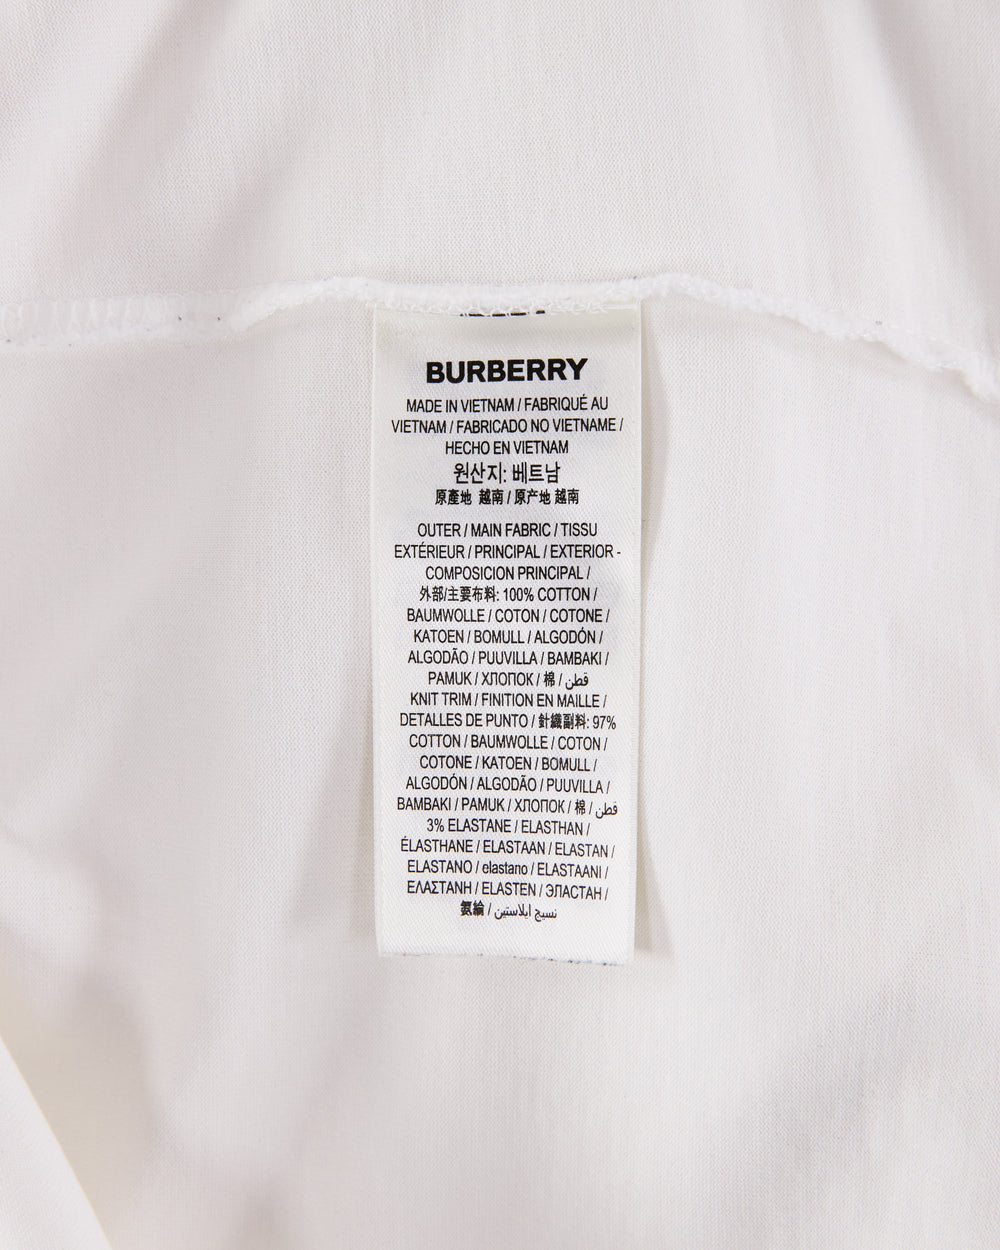 BURBERRY
MADE IN VIETNAM / FABRIQUÉ AU
VIETNAM / FABRICADO NO VIETNAME /
HECHO EN VIETNAM
원산지: 베트남
原產地 越南 / 原产地 越南
OUTER / MAIN FABRIC / TISSU
EXTÉRIEUR / PRINCIPAL / EXTERIOR -
COMPOSICION PRINCIPAL /
外部/主要布料: 100% COTTON /
BAUMWOLLE / COTON / COTONE /
KATOEN / BOMULL / ALGODÓN /
ALGODÃO / PUUVILLA / BAMBAKI /
PAMUK / ХЛОПОК / 棉 / قطن
KNIT TRIM / FINITION EN MAILLE /
DETALLES DE PUNTO / 針織副料: 97%
COTTON / BAUMWOLLE / COTON /
COTONE / KATOEN / BOMULL /
ALGODÓN / ALGODÃO / PUUVILLA /
BAMBAKI / PAMUK / ХЛОПОК / 棉 / قطن
3% ELASTANE / ELASTHAN /
ÉLASTHANE / ELASTAAN / ELASTAN /
ELASTANO / elastano / ELASTAANI /
ΕΛΑΣΤΑΝΗ / ELASTEN / ЭЛАСТАН /
氨綸 / نسيج ايلاستين